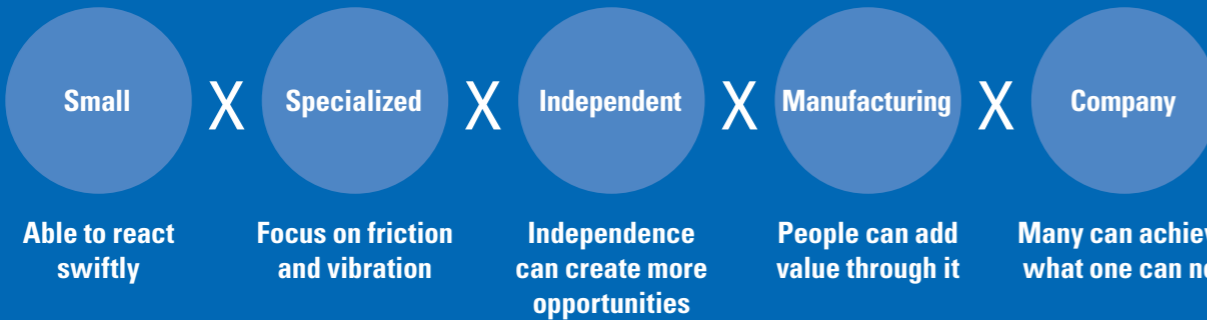 Small X Specialized X Independent X Manufacturing X Company
Able to react
swiftly
Focus on friction
and vibration
Independence
can create more
opportunities
People can add
value through it
Many can
what one can